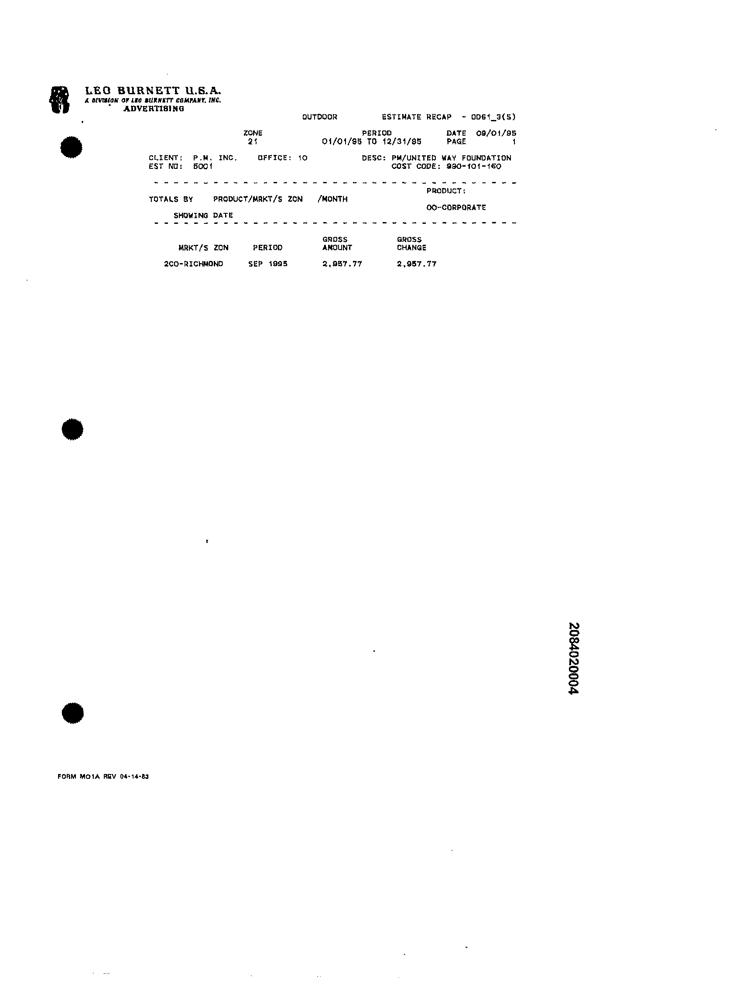 LEO BURNETT U.S.A.
A DIVISION OF LEO BURNETT COMPANY, INC.
ADVERTISING
OUTDOOR ESTIMATE RECAP - OD61_3(S)
ZONE PERIOD DATE 09/01/95
21 01/01/95 TO 12/31/95 PAGE 1
CLIENT: P.M. INC. OFFICE: 10 DESC: PM/UNITED WAY FOUNDATION
EST NO: 5001 COST CODE: 990-101-160
PRODUCT:
TOTALS BY PRODUCT/MRKT/S ZON /MONTH
OO-CORPORATE
SHOWING DATE
GROSS GROSS
MRKT/S ZON PERIOD AMOUNT CHANGE
2CO-RICHMOND SEP 1995 2,957.77 2,957.77
2084020004
FORM MO1A REV 04-14-83